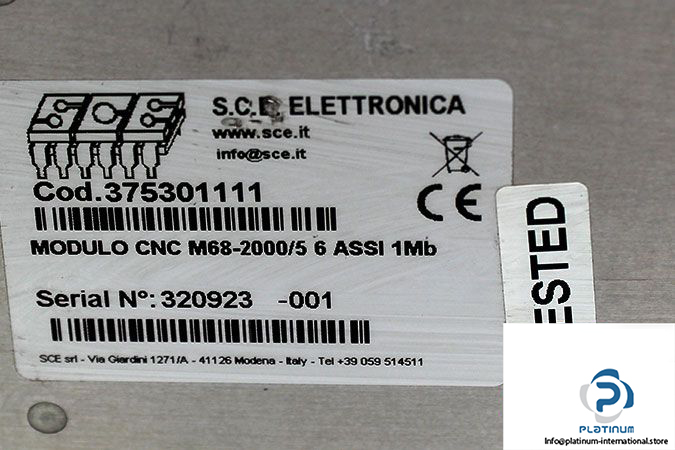 S.C.E. ELETTRONICA
www.sce.it
info@sce.it
Cod.375301111
MODULO CNC M68-2000/5 6 ASSI 1Mb
Serial N°: 320923 -001
SCE srl - Via Giardini 1271/A - 41126 Modena - Italy - Tel +39 059 514511
ESTED
PLATINUM
Info@platinum-international.store